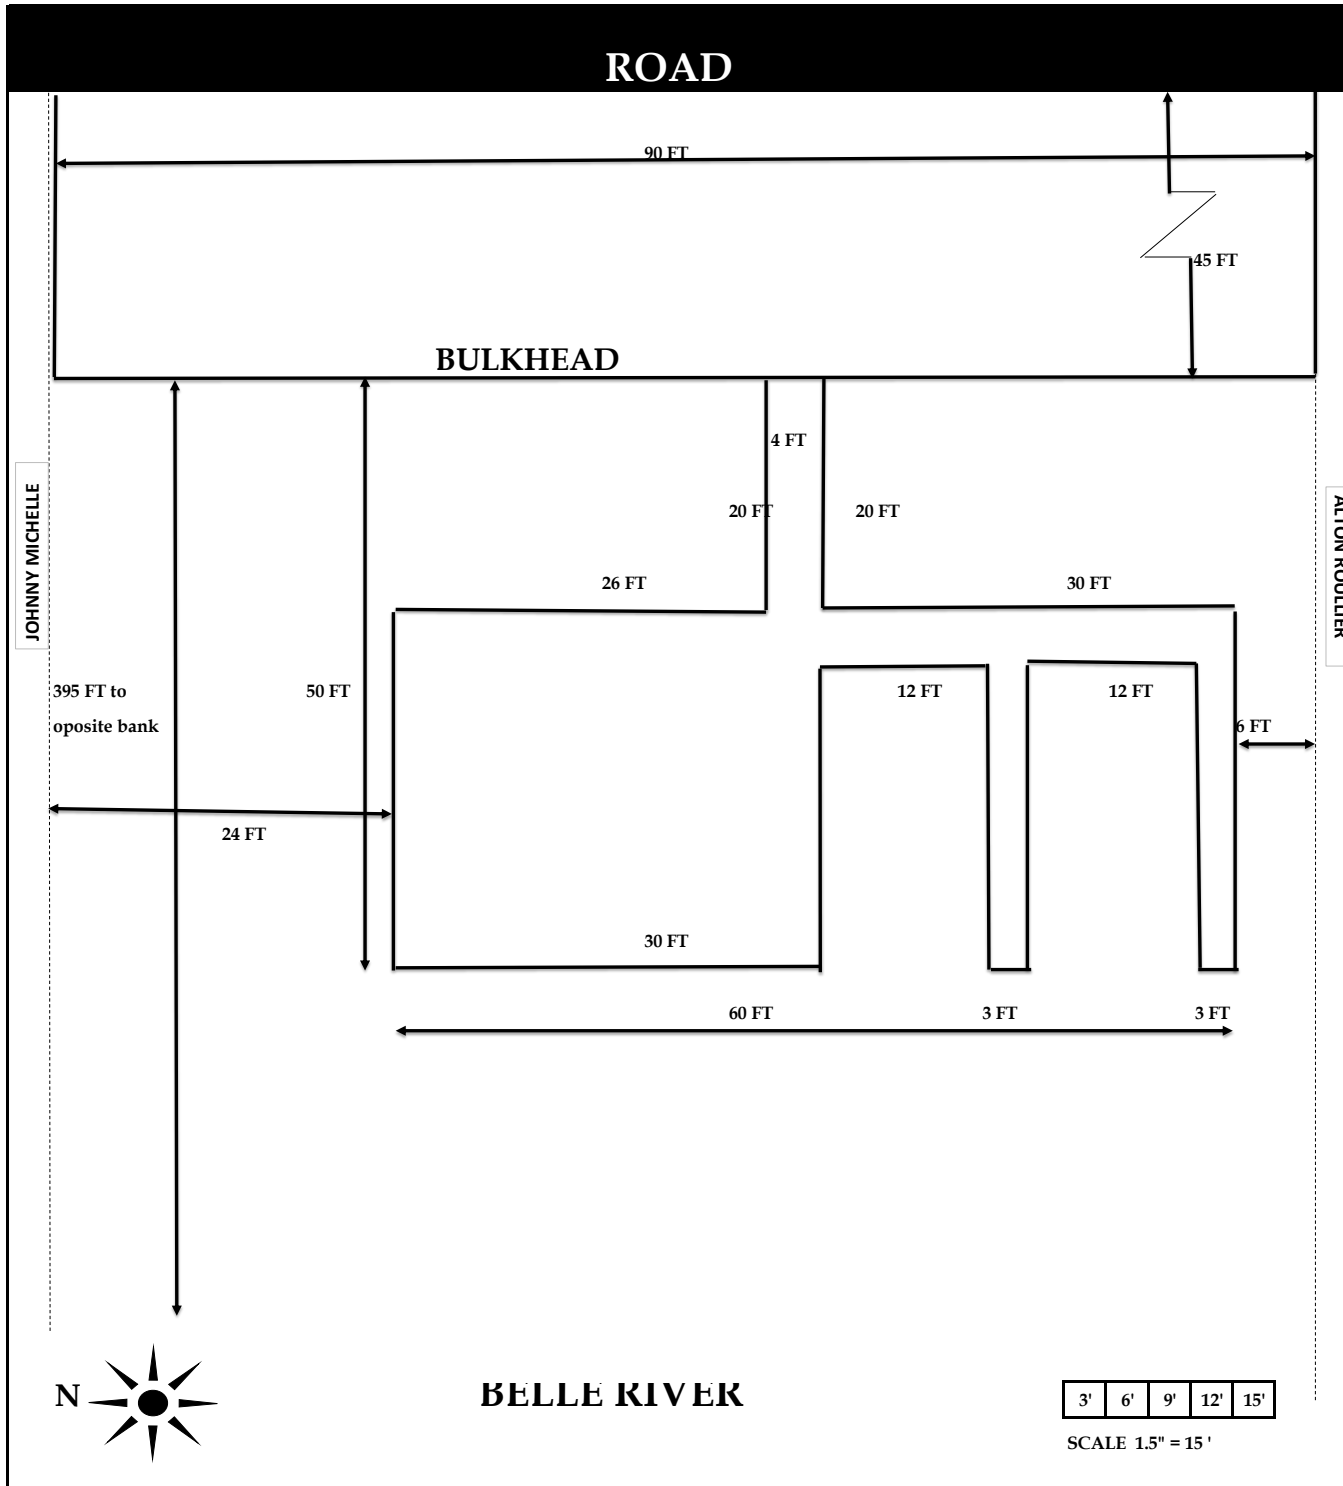 ROAD
90 FT
45 FT
BULKHEAD
4 FT
JOHNNY MICHELLE
20 FT
20 FT
26 FT
30 FT
395 FT to
oposite bank
50 FT
12 FT
12 FT
6 FT
24 FT
30 FT
60 FT
3 FT
3 FT
N
BELLE RIVER
3' 6' 9' 12' 15'
SCALE 1.5" = 15 '